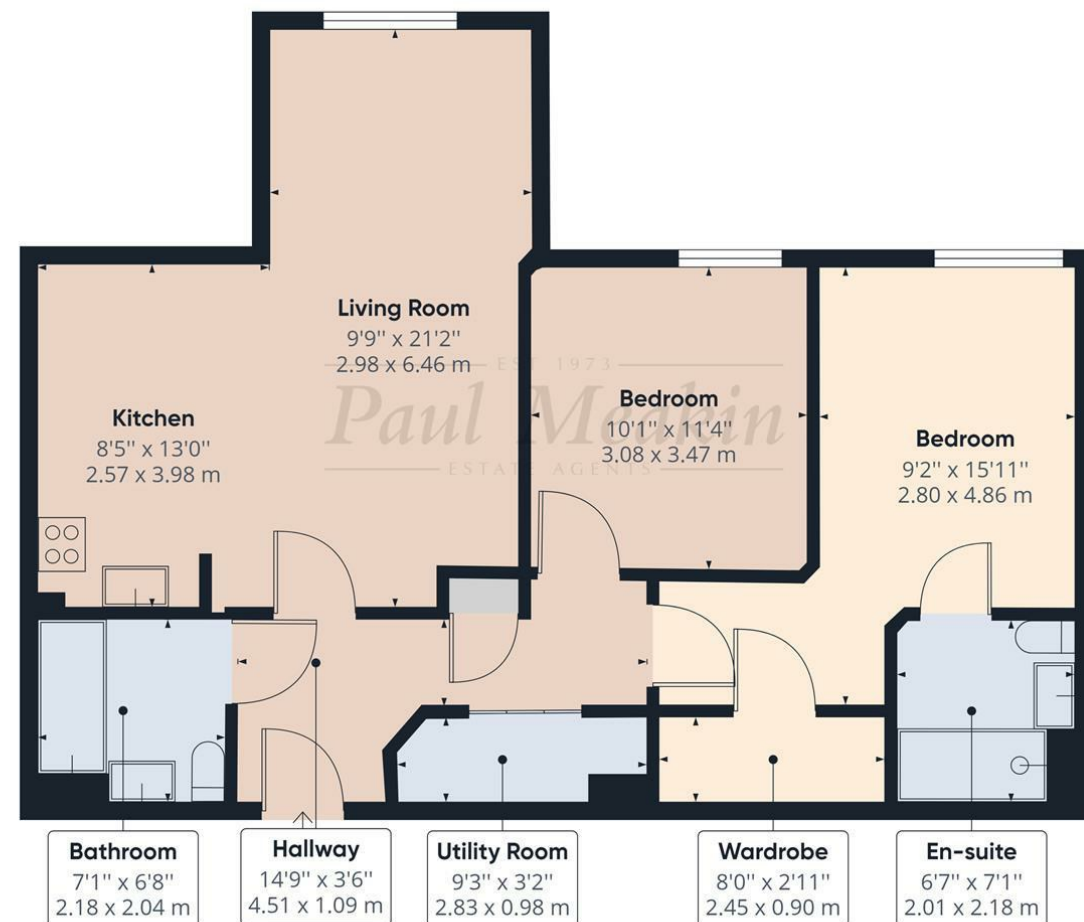 Living Room
9'9'' x 21'2''
2.98 x 6.46 m
EST 1973
Paul Meakin
ESTATE AGENTS
Kitchen
8'5'' x 13'0''
2.57 x 3.98 m
Bedroom
10'1'' x 11'4''
3.08 x 3.47 m
Bedroom
9'2'' x 15'11''
2.80 x 4.86 m
Bathroom
7'1'' x 6'8''
2.18 x 2.04 m
Hallway
14'9'' x 3'6''
4.51 x 1.09 m
Utility Room
9'3'' x 3'2''
2.83 x 0.98 m
Wardrobe
8'0'' x 2'11''
2.45 x 0.90 m
En-suite
6'7'' x 7'1''
2.01 x 2.18 m